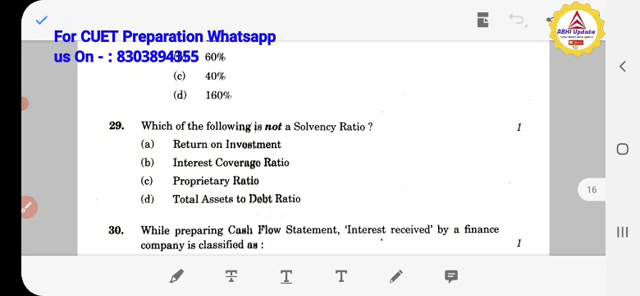 For CUET Preparation Whatsapp
us On - : 8303894355 60%
(c) 40%
(d) 160%
29. Which of the following is not a Solvency Ratio ? 1
(a) Return on Investment
(b) Interest Coverage Ratio
(c) Proprietary Ratio
(d) Total Assets to Debt Ratio
30. While preparing Cash Flow Statement, ‘Interest received’ by a finance
company is classified as : 1
ABHI Update
16
T T T